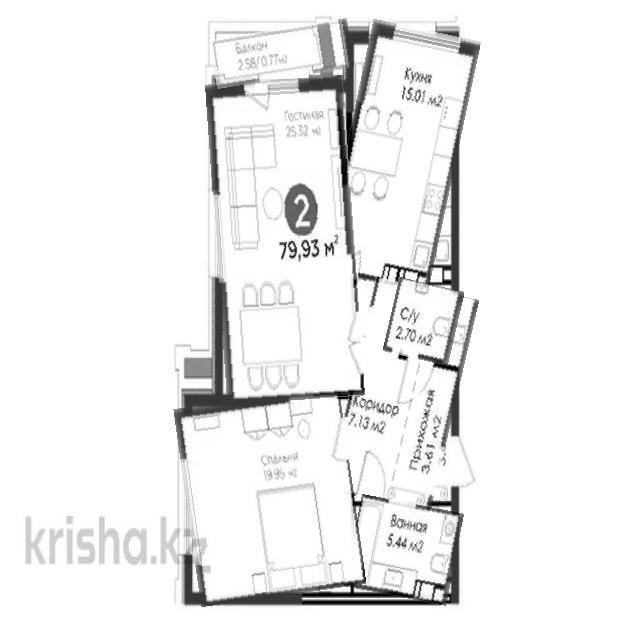 Балкон
2.58/0.77м2
Кухня
15.01 м2
Гостиная
25.32 м2
2
79,93 м²
С/у
2.70 м2
Коридор
7.13 м2
Прихожая
3.61 м2
Спальня
19.95 м2
Ванная
5.44 м2
krisha.kz